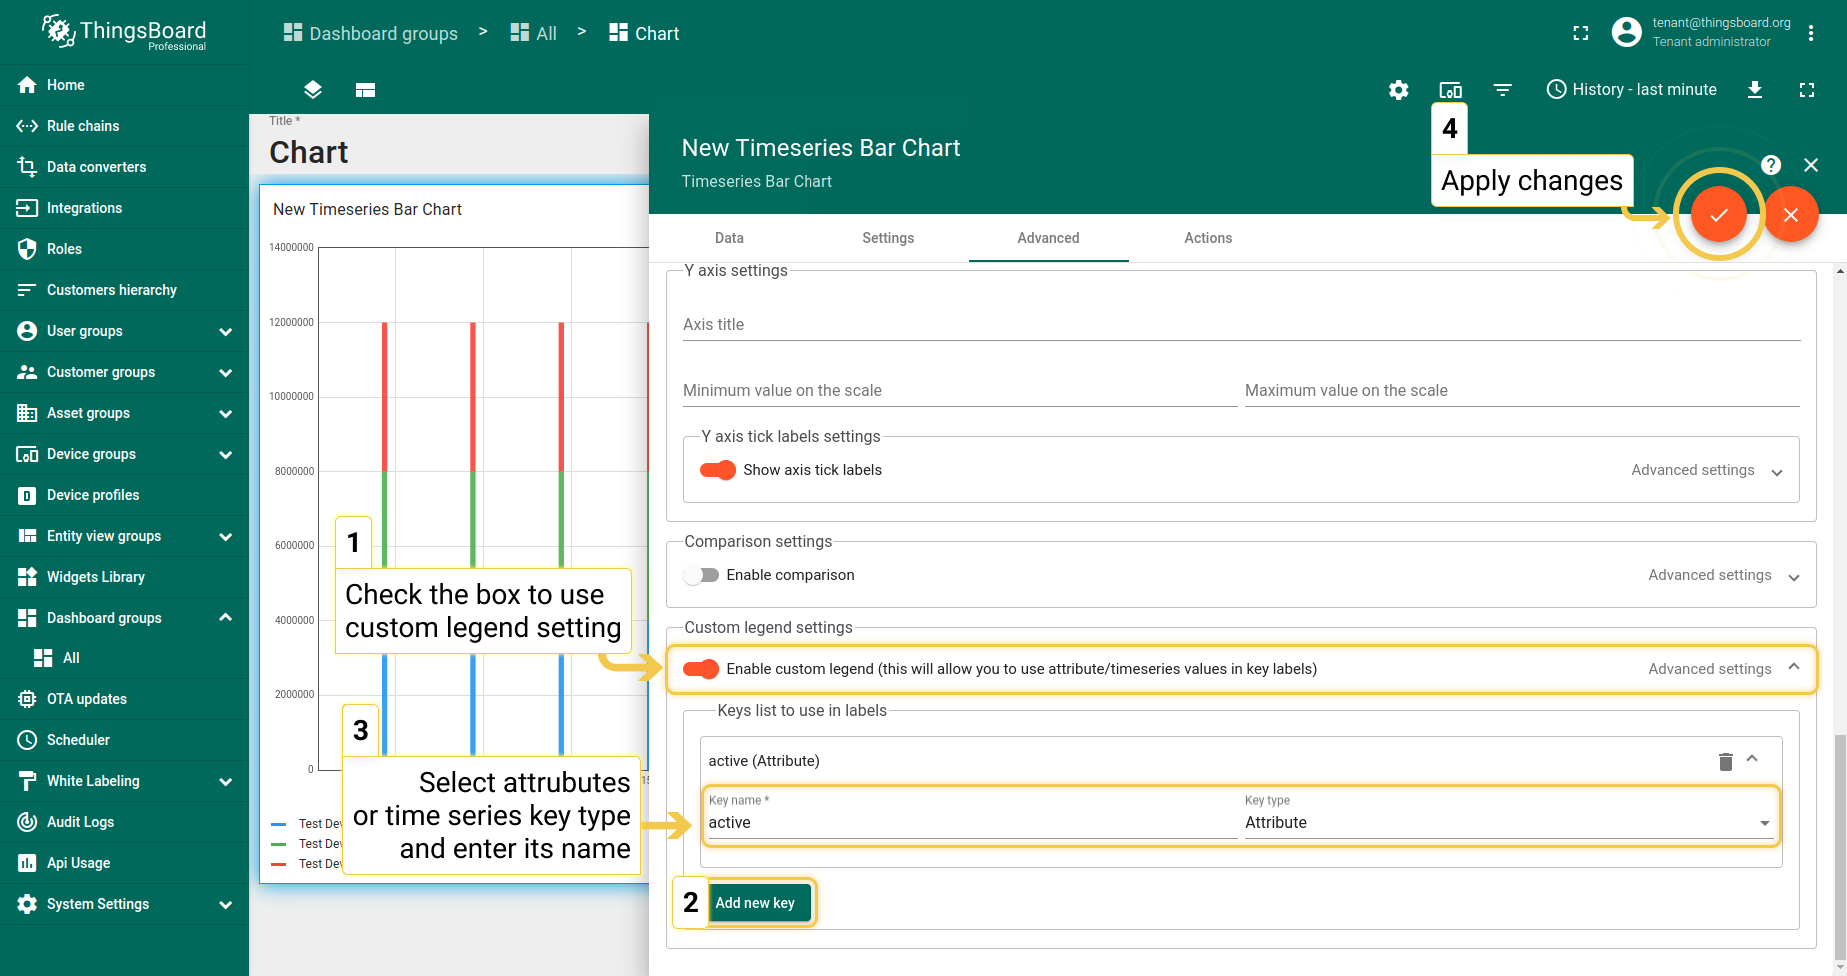 ThingsBoard
Professional
Dashboard groups > All > Chart
tenant@thingsboard.org
Tenant administrator
Home
Rule chains
Data converters
Integrations
Roles
Customers hierarchy
User groups
Customer groups
Asset groups
Device groups
Device profiles
Entity view groups
Widgets Library
Dashboard groups
All
OTA updates
Scheduler
White Labeling
Audit Logs
Api Usage
System Settings
History - last minute
Title *
Chart
New Timeseries Bar Chart
14000000
12000000
10000000
8000000
6000000
4000000
2000000
0
15
Test Dev
Test Dev
Test Dev
1
Check the box to use
custom legend setting
3
Select attrubutes
or time series key type
and enter its name
New Timeseries Bar Chart
Timeseries Bar Chart
4
Apply changes
Data
Settings
Advanced
Actions
Y axis settings
Axis title
Minimum value on the scale
Maximum value on the scale
Y axis tick labels settings
Show axis tick labels
Advanced settings
Comparison settings
Enable comparison
Advanced settings
Custom legend settings
Enable custom legend (this will allow you to use attribute/timeseries values in key labels)
Advanced settings
Keys list to use in labels
active (Attribute)
Key name *
active
Key type
Attribute
2
Add new key